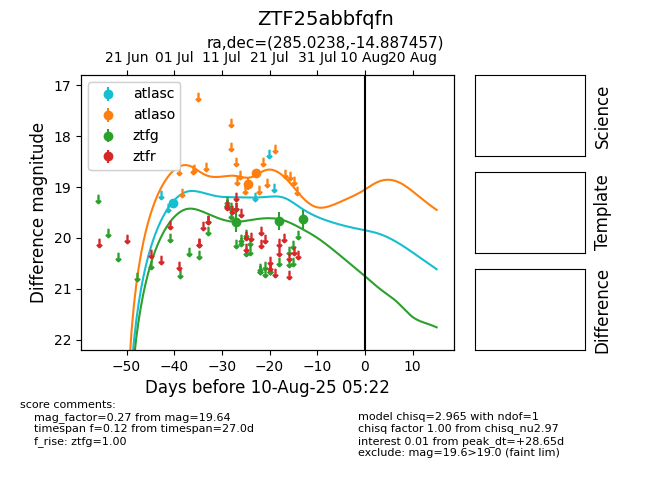 ZTF25abbfqfn
ra,dec=(285.0238,-14.887457)
21 Jun 01 Jul 11 Jul 21 Jul 31 Jul 10 Aug 20 Aug
atlasc
atlaso
ztfg
ztfr
Difference magnitude
17
18
19
20
21
22
−50 −40 −30 −20 −10 0 10
Days before 10-Aug-25 05:22
Science
Template
Difference
score comments:
mag_factor=0.27 from mag=19.64
timespan f=0.12 from timespan=27.0d
f_rise: ztfg=1.00
model chisq=2.965 with ndof=1
chisq factor 1.00 from chisq_nu2.97
interest 0.01 from peak_dt=+28.65d
exclude: mag=19.6>19.0 (faint lim)